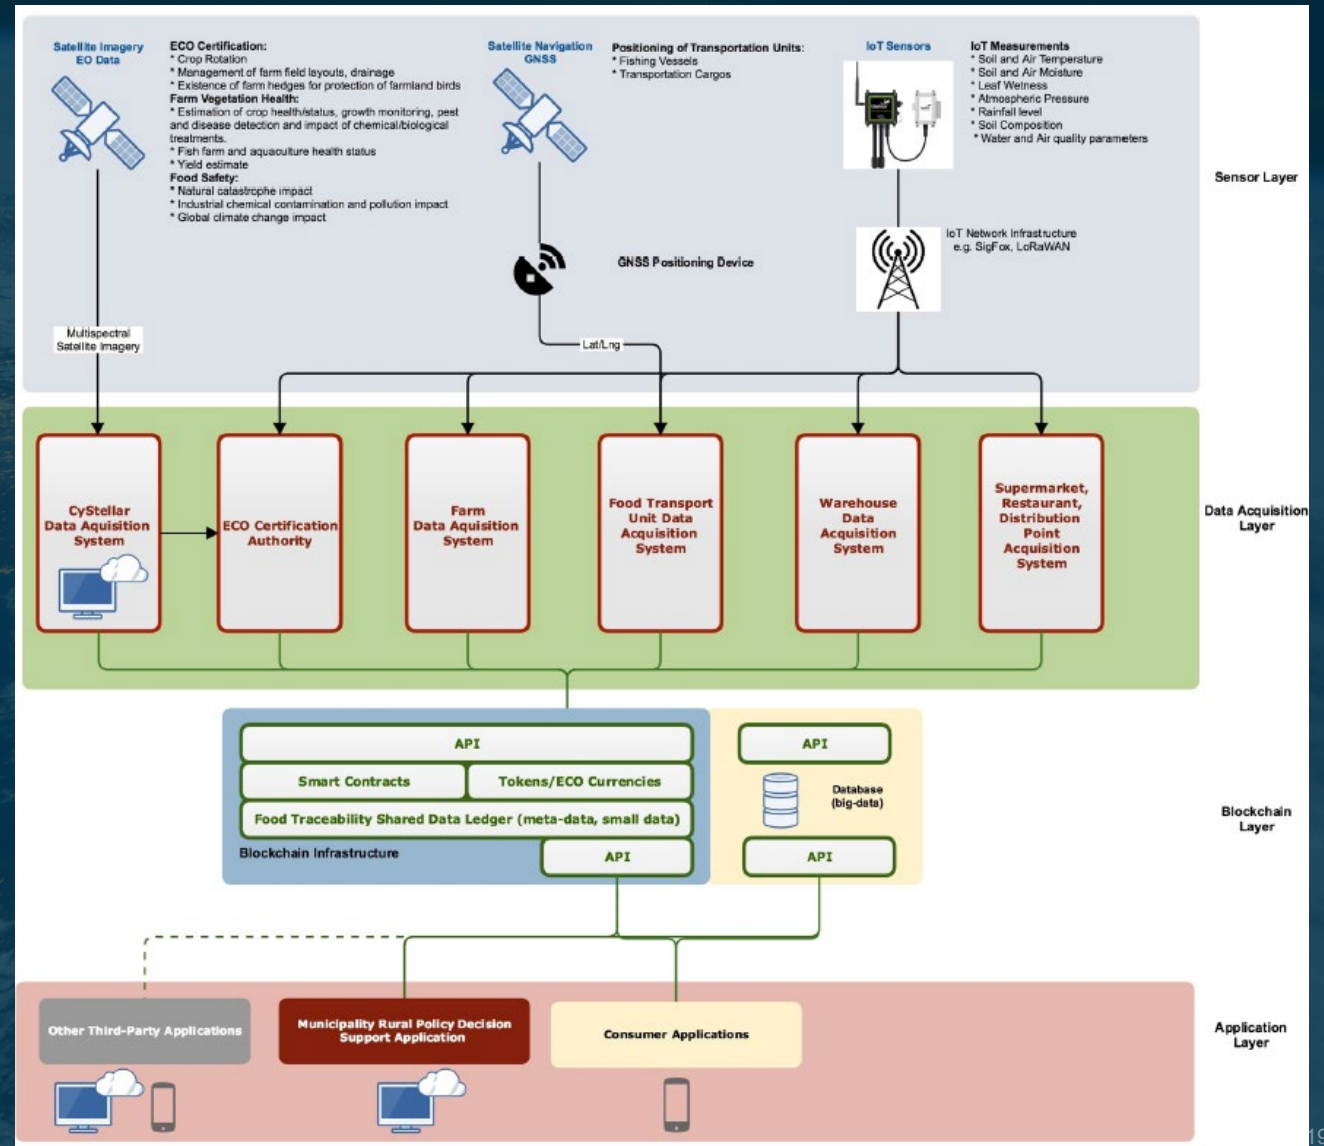 Satellite Imagery
EO Data
ECO Certification:
* Crop Rotation
* Management of farm field layouts, drainage
* Existence of farm hedges for protection of farmland birds
Farm Vegetation Health:
* Estimation of crop health/status, growth monitoring, pest
and disease detection and impact of chemical/biological
treatments.
* Fish farm and aquaculture health status
* Yield estimate
Food Safety:
* Natural catastrophe impact
* Industrial chemical contamination and pollution impact
* Global climate change impact
Satellite Navigation
GNSS
Positioning of Transportation Units:
* Fishing Vessels
* Transportation Cargos
IoT Sensors
IoT Measurements
* Soil and Air Temperature
* Soil and Air Moisture
* Leaf Wetness
* Atmospheric Pressure
* Rainfall level
* Soil Composition
* Water and Air quality parameters
Sensor Layer
IoT Network Infrastructure
e.g. SigFox, LoRaWAN
GNSS Positioning Device
Multispectral
Satellite Imagery
Lat/Lng
CyStellar
Data Aquisition
System
ECO Certification
Authority
Farm
Data Aquisition
System
Food Transport
Unit Data
Acquisition
System
Warehouse
Data
Acquisition
System
Supermarket,
Restaurant,
Distribution
Point
Acquisition
System
Data Acquisition
Layer
API
Smart Contracts
Tokens/ECO Currencies
Food Traceability Shared Data Ledger (meta-data, small data)
Blockchain Infrastructure
API
API
Database
(big-data)
API
Blockchain
Layer
Other Third-Party Applications
Municipality Rural Policy Decision
Support Application
Consumer Applications
Application
Layer
19